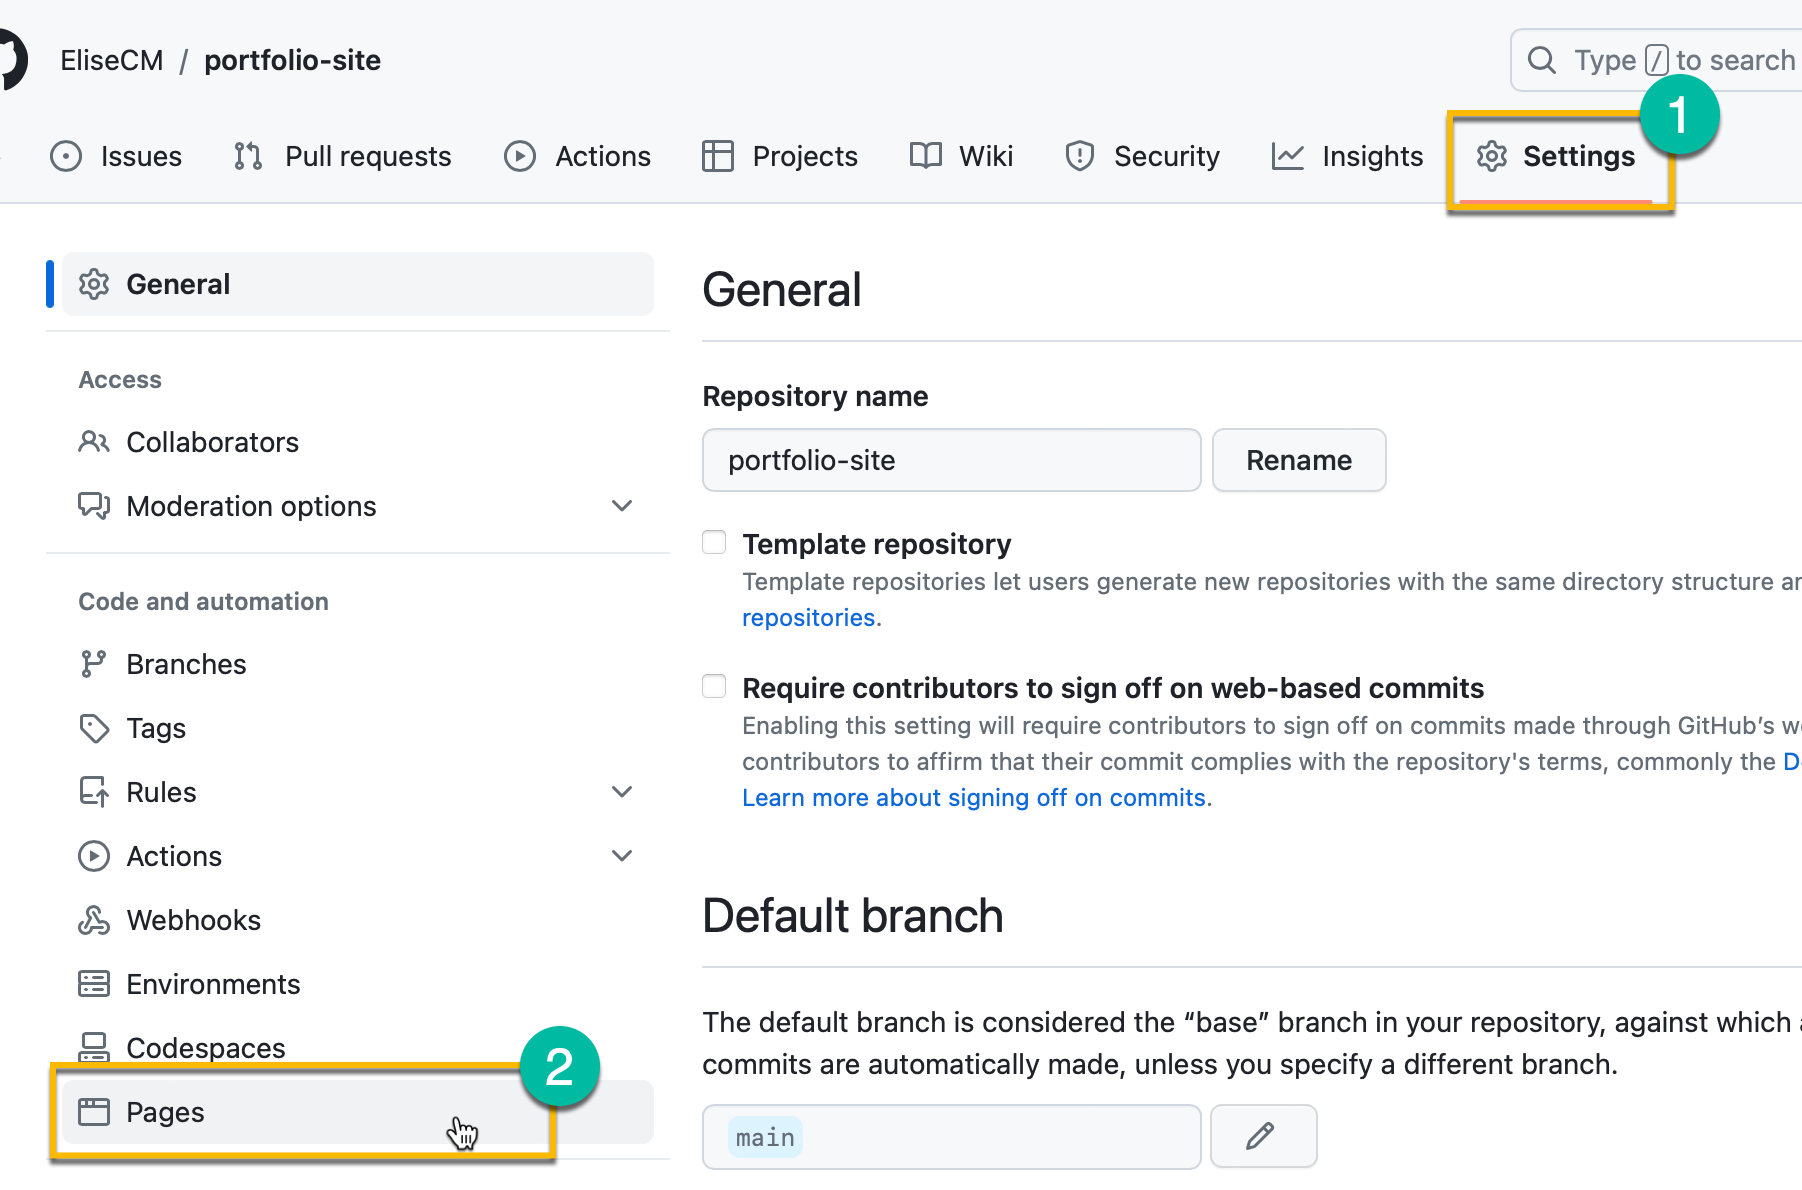 EliseCM / portfolio-site
Type / to search
Issues
Pull requests
Actions
Projects
Wiki
Security
Insights
Settings
1
General
Access
Collaborators
Moderation options
Code and automation
Branches
Tags
Rules
Actions
Webhooks
Environments
Codespaces
2
Pages
General
Repository name
portfolio-site
Rename
Template repository
Template repositories let users generate new repositories with the same directory structure
repositories.
Require contributors to sign off on web-based commits
Enabling this setting will require contributors to sign off on commits made through GitHub’s
contributors to affirm that their commit complies with the repository's terms, commonly the
Learn more about signing off on commits.
Default branch
The default branch is considered the “base” branch in your repository, against which
commits are automatically made, unless you specify a different branch.
main